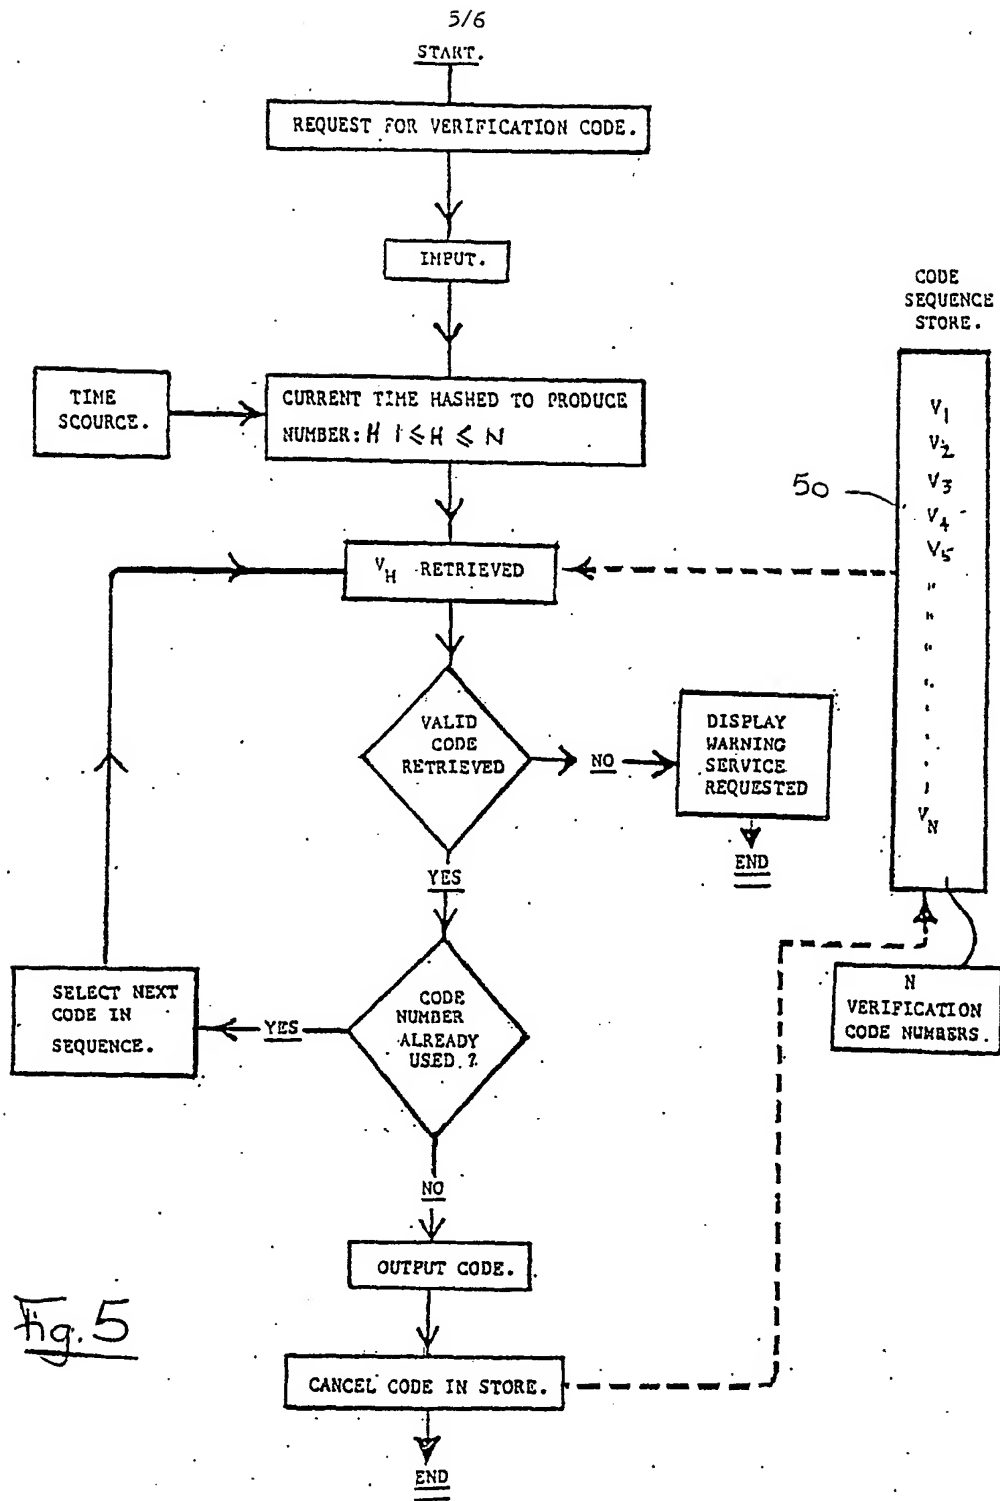 5/6
START.
REQUEST FOR VERIFICATION CODE.
INPUT.
CODE
SEQUENCE
STORE.
TIME
SCOURCE.
CURRENT TIME HASHED TO PRODUCE
NUMBER: H 1 ≤ H ≤ N
V1
V2
V3
V4
V5
VN
50
VH RETRIEVED
VALID
CODE
RETRIEVED
NO
DISPLAY
WARNING
SERVICE
REQUESTED
END
YES
SELECT NEXT
CODE IN
SEQUENCE.
YES
CODE
NUMBER
ALREADY
USED.?
N
VERIFICATION
CODE NUMBERS.
NO
OUTPUT CODE.
Fig. 5
CANCEL CODE IN STORE.
END